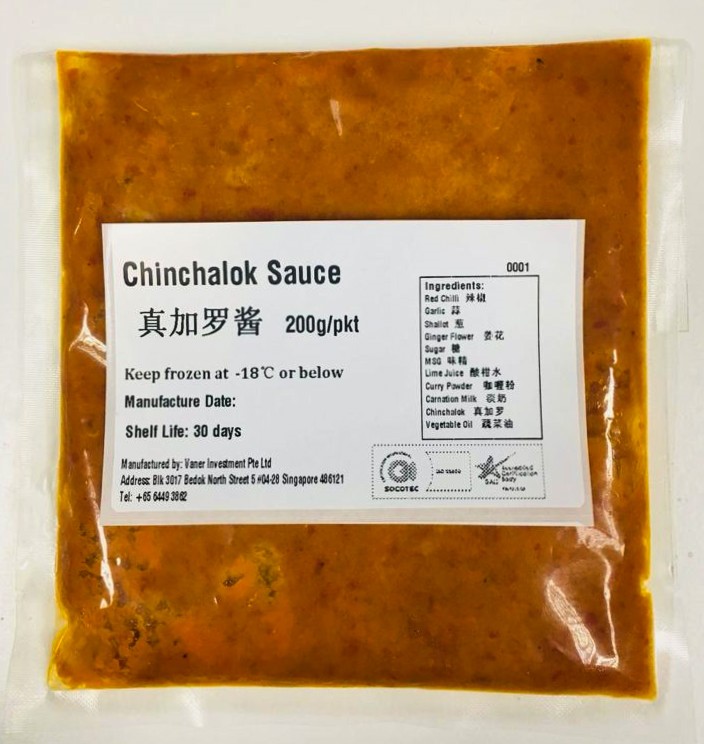 Chinchalok Sauce
0001
真加罗酱 200g/pkt
Keep frozen at -18℃ or below
Manufacture Date:
Shelf Life: 30 days
Manufactured by: Vaner Investment Pte Ltd
Address: Blk 3017 Bedok North Street 5 #04-28 Singapore 486121
Tel: +65 6449 3862
Ingredients:
Red Chilli 辣椒
Garlic 蒜
Shallot 葱
Ginger Flower 姜花
Sugar 糖
MSG 味精
Lime Juice 酸柑水
Curry Powder 咖喱粉
Carnation Milk 淡奶
Chinchalok 真加罗
Vegetable Oil 蔬菜油
SOCOTEC
SAC
Accredited
Certification
Body